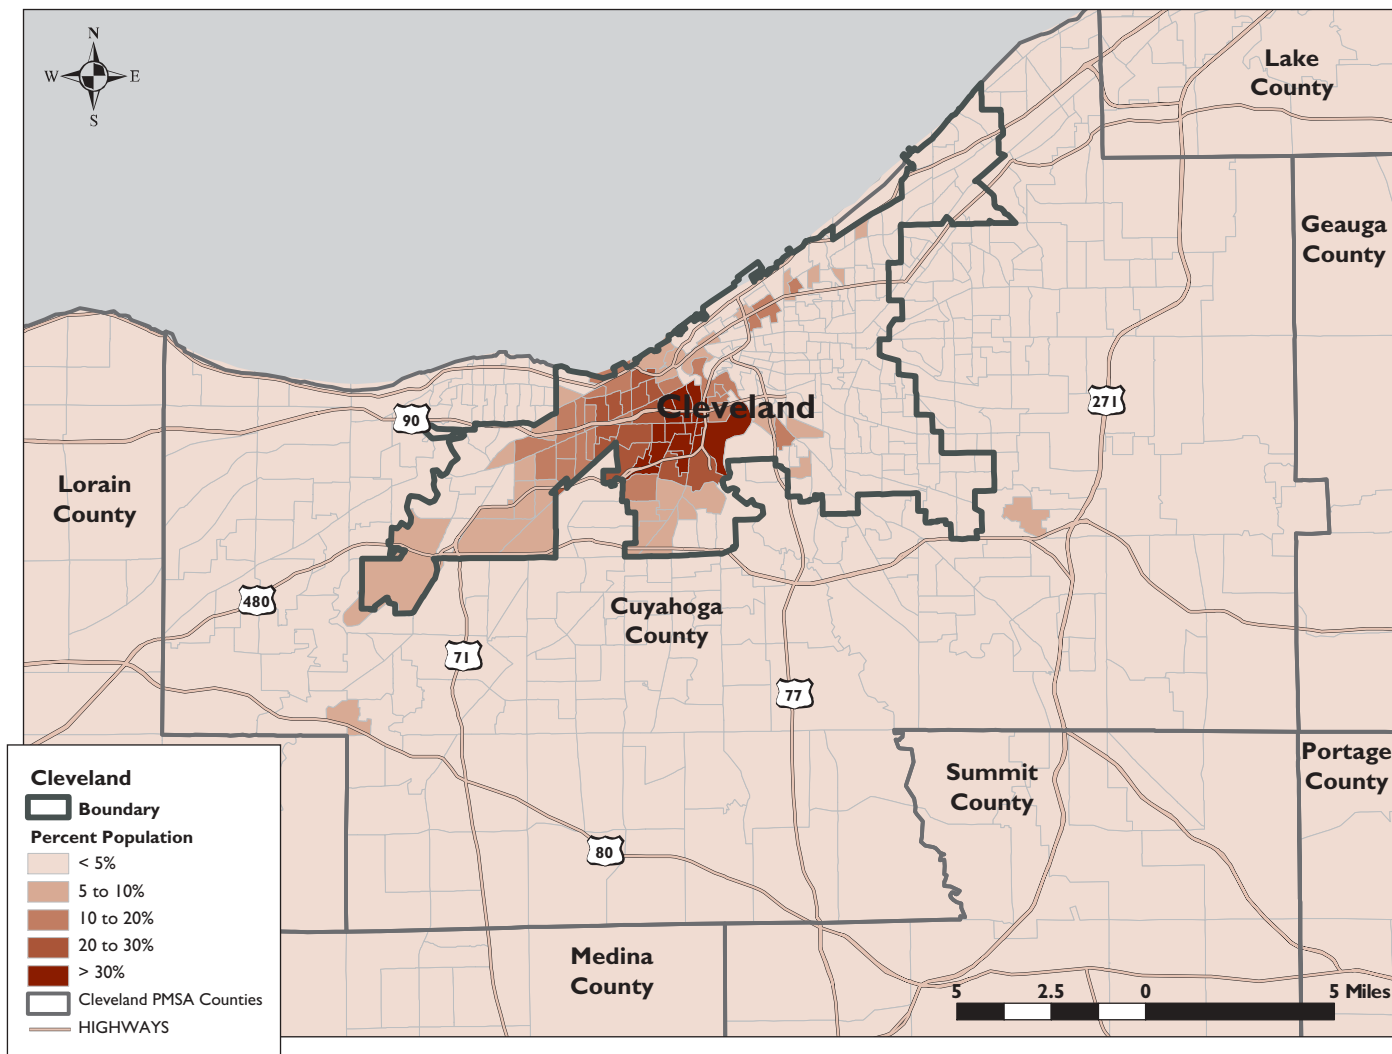 N
W E
S
Lake
County
Geauga
County
Cleveland
90
271
Lorain
County
480
Cuyahoga
County
71
77
Portage
County
Summit
County
80
Medina
County
Cleveland
Boundary
Percent Population
< 5%
5 to 10%
10 to 20%
20 to 30%
> 30%
Cleveland PMSA Counties
HIGHWAYS
5 2.5 0 5 Miles